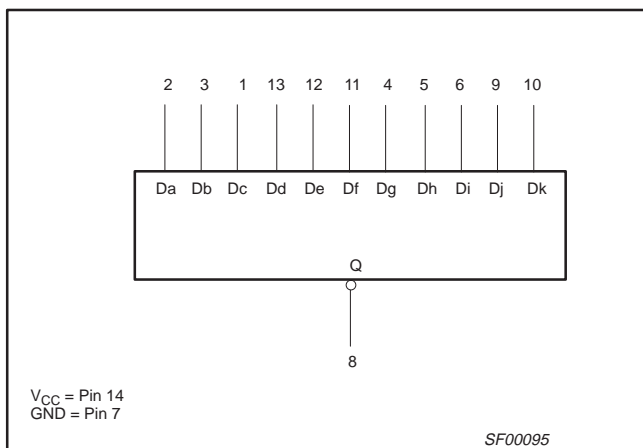 2 3 1 13 12 11 4 5 6 9 10
Da Db Dc Dd De Df Dg Dh Di Dj Dk
Q
8
VCC = Pin 14
GND = Pin 7
SF00095